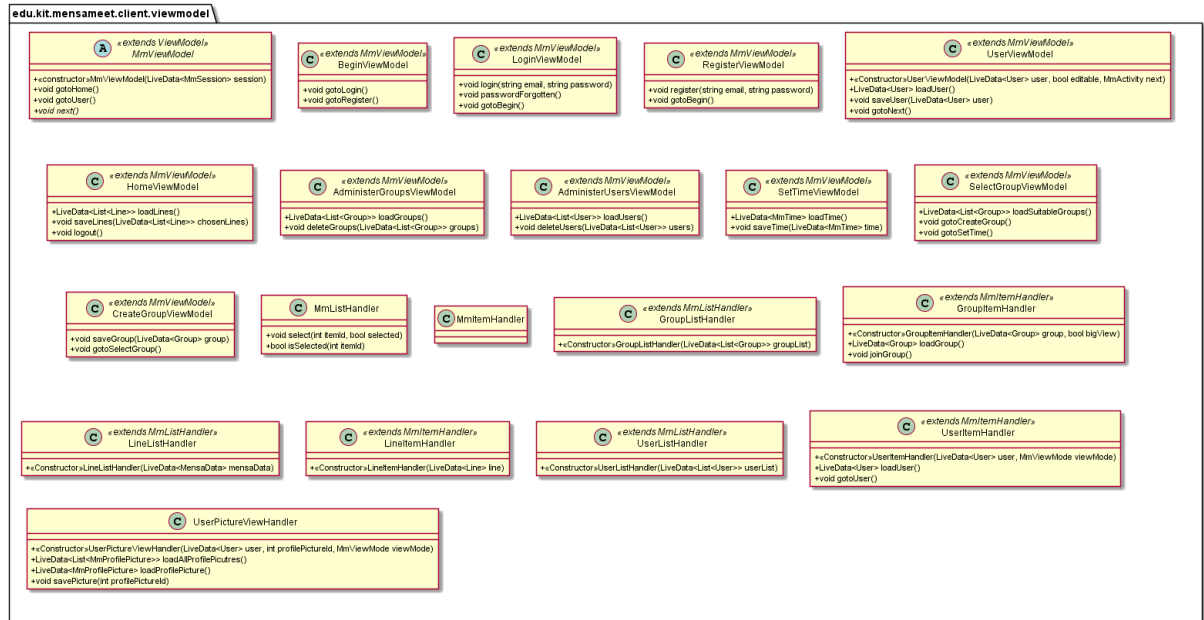 edu.kit.mensameet.client.viewmodel
A
«extends ViewModel»
MmViewModel
+«constructor»MmViewModel(LiveData<MmSession> session)
+void gotoHome()
+void gotoUser()
+void next()
C
«extends MmViewModel»
BeginViewModel
+void gotoLogin()
+void gotoRegister()
C
«extends MmViewModel»
LoginViewModel
+void login(string email, string password)
+void passwordForgotten()
+void gotoBegin()
C
«extends MmViewModel»
RegisterViewModel
+void register(string email, string password)
+void gotoBegin()
C
«extends MmViewModel»
UserViewModel
+«Constructor»UserViewModel(LiveData<User> user, bool editable, MmActivity next)
+LiveData<User> loadUser()
+void saveUser(LiveData<User> user)
+void gotoNext()
C
«extends MmViewModel»
HomeViewModel
+LiveData<List<Line>> loadLines()
+void saveLines(LiveData<List<Line>> chosenLines)
+void logout()
C
«extends MmViewModel»
AdministerGroupsViewModel
+LiveData<List<Group>> loadGroups()
+void deleteGroups(LiveData<List<Group>> groups)
C
«extends MmViewModel»
AdministerUsersViewModel
+LiveData<List<User>> loadUsers()
+void deleteUsers(LiveData<List<User>> users)
C
«extends MmViewModel»
SetTimeViewModel
+LiveData<MmTime> loadTime()
+void saveTime(LiveData<MmTime> time)
C
«extends MmViewModel»
SelectGroupViewModel
+LiveData<List<Group>> loadSuitableGroups()
+void gotoCreateGroup()
+void gotoSetTime()
C
«extends MmViewModel»
CreateGroupViewModel
+void saveGroup(LiveData<Group> group)
+void gotoSelectGroup()
C MmListHandler
+void select(int itemId, bool selected)
+bool isSelected(int itemId)
C MmItemHandler
C
«extends MmListHandler»
GroupListHandler
+«Constructor»GroupListHandler(LiveData<List<Group>> groupList)
C
«extends MmItemHandler»
GroupItemHandler
+«Constructor»GroupItemHandler(LiveData<Group> group, bool bigView)
+LiveData<Group> loadGroup()
+void joinGroup()
C
«extends MmListHandler»
LineListHandler
+«Constructor»LineListHandler(LiveData<MensaData> mensaData)
C
«extends MmItemHandler»
LineItemHandler
+«Constructor»LineItemHandler(LiveData<Line> line)
C
«extends MmListHandler»
UserListHandler
+«Constructor»UserListHandler(LiveData<List<User>> userList)
C
«extends MmItemHandler»
UserItemHandler
+«Constructor»UserItemHandler(LiveData<User> user, MmViewMode viewMode)
+LiveData<User> loadUser()
+void gotoUser()
C UserPictureViewHandler
+«Constructor»UserPictureViewHandler(LiveData<User> user, int profilePictureId, MmViewMode viewMode)
+LiveData<List<MmProfilePicture>> loadAllProfilePicutres()
+LiveData<MmProfilePicture> loadProfilePicture()
+void savePicture(int profilePictureId)